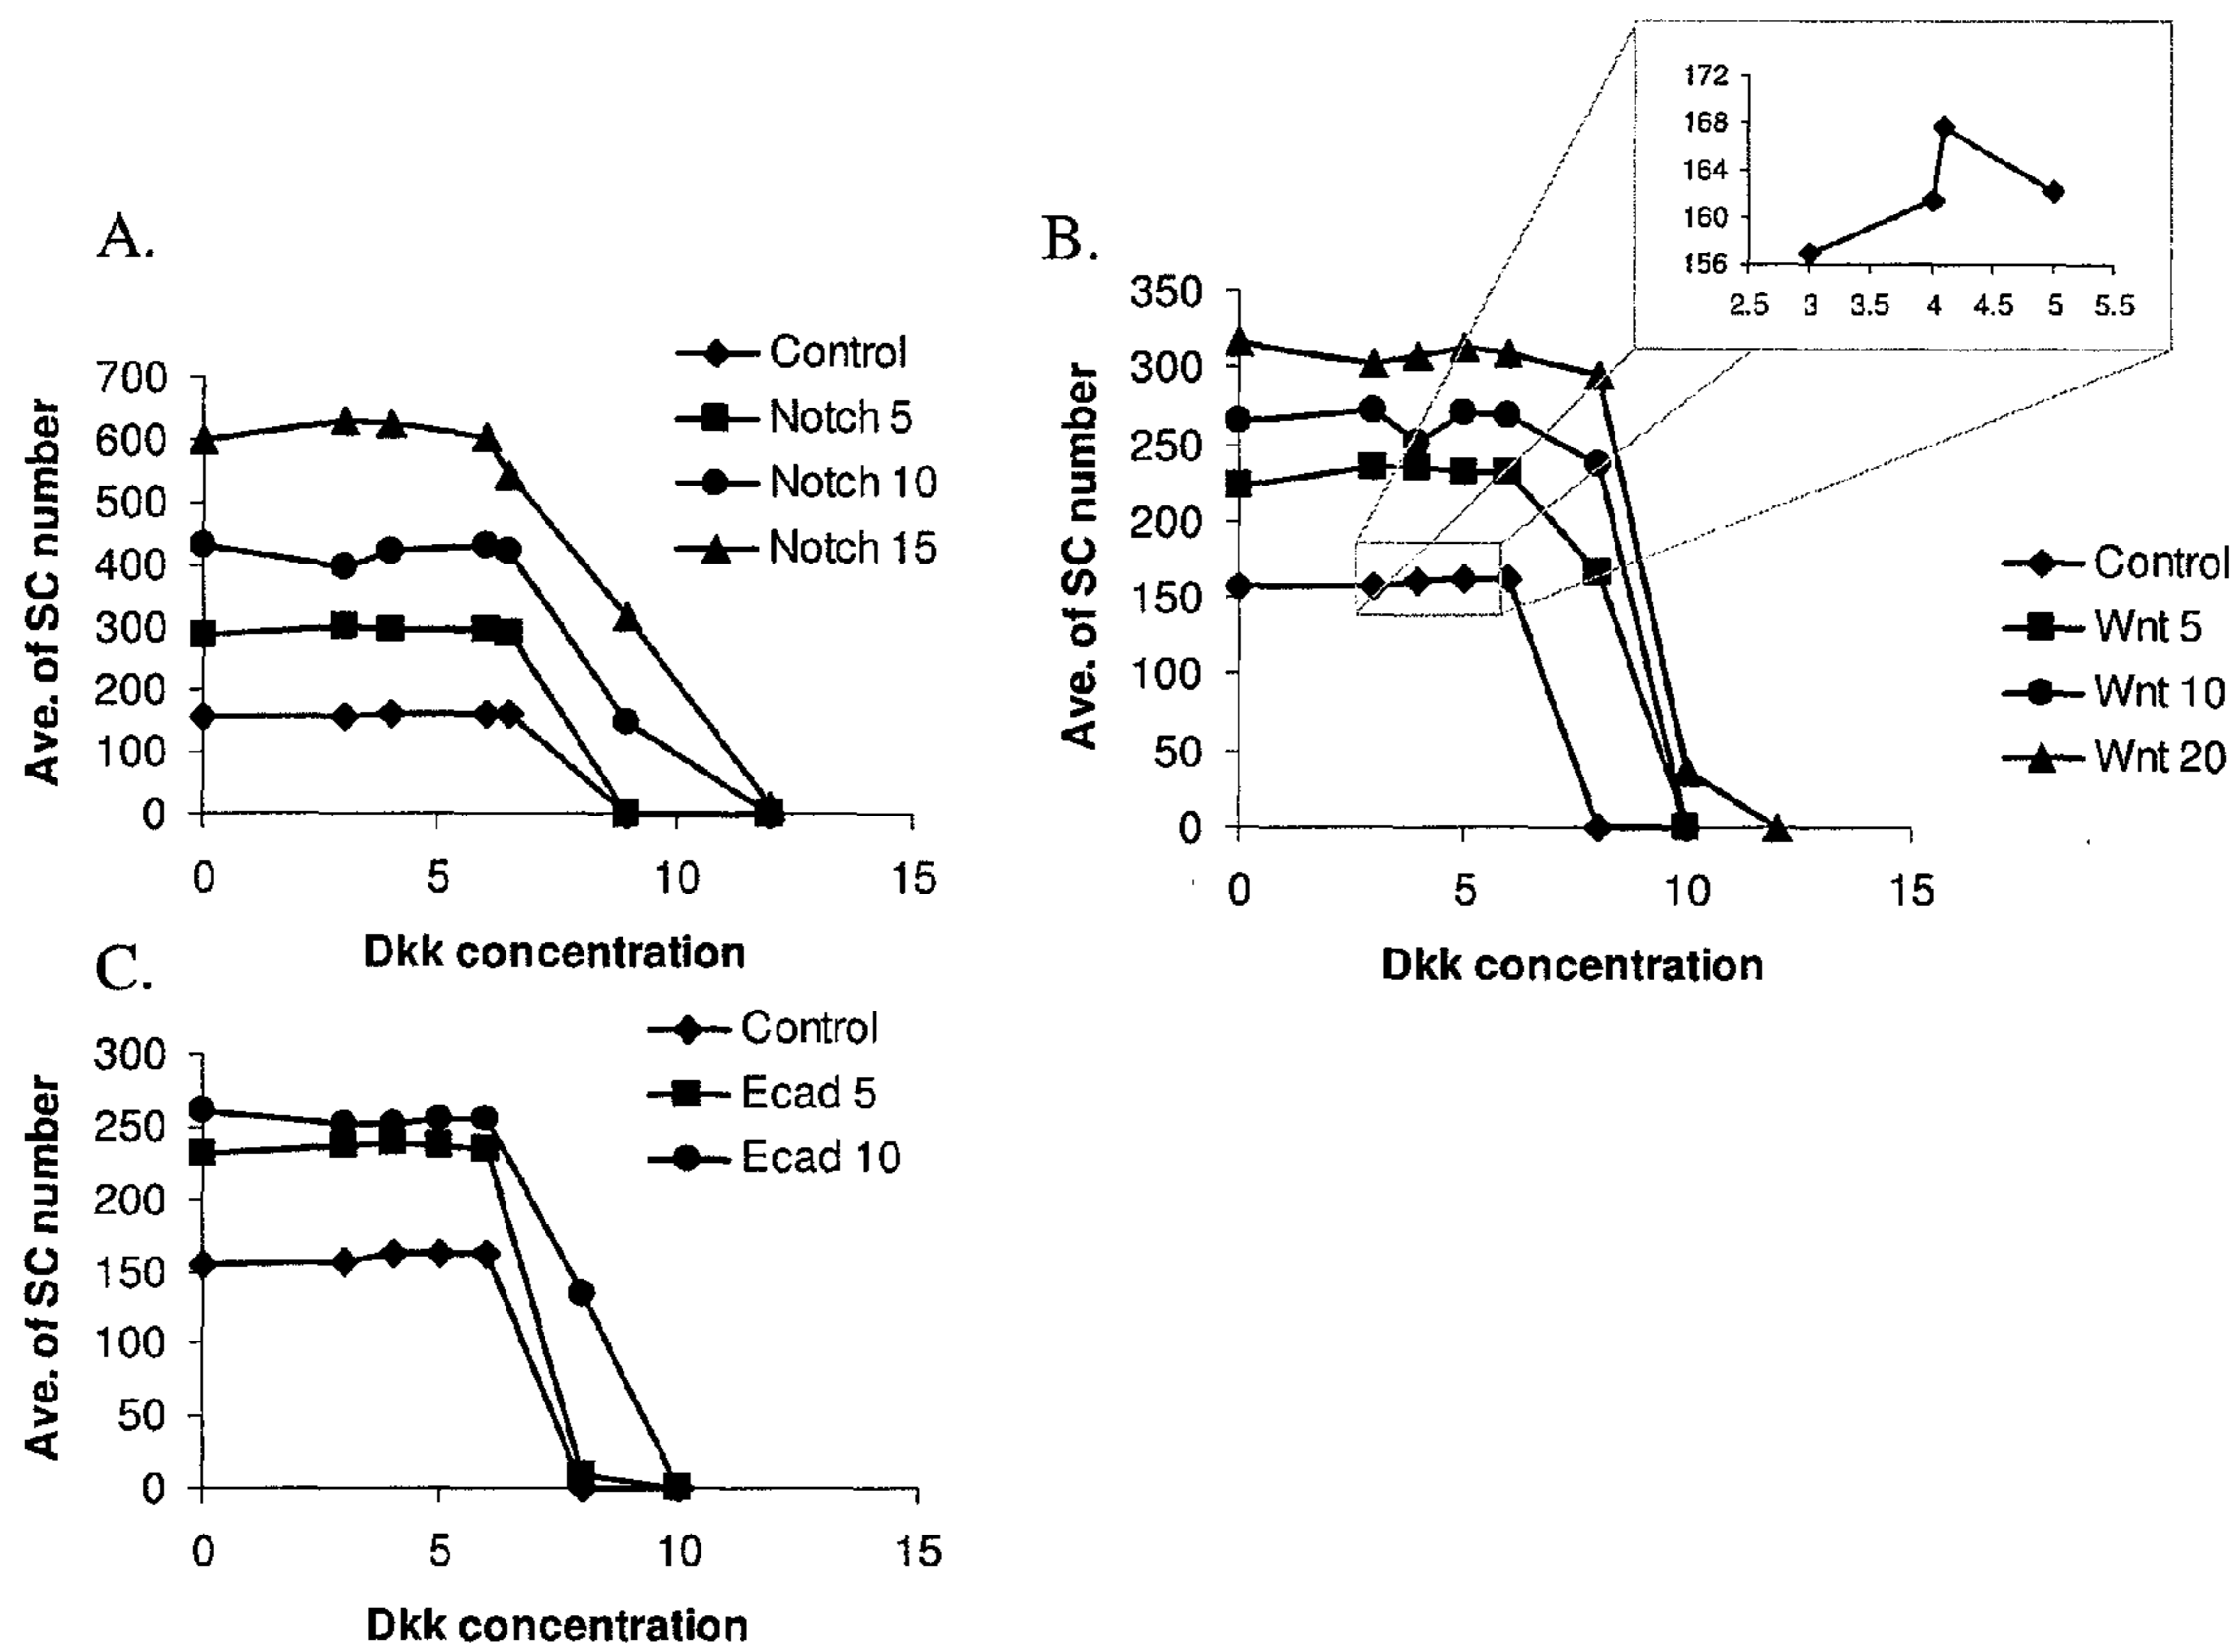 A.
Ave. of SC number
700
600
500
400
300
200
100
0
0 5 10 15
Dkk concentration
Control
Notch 5
Notch 10
Notch 15
B.
Ave. of SC number
350
300
250
200
150
100
50
0
0 5 10 15
Dkk concentration
172
168
164
160
156
2.5 3 3.5 4 4.5 5 5.5
Control
Wnt 5
Wnt 10
Wnt 20
C.
Ave. of SC number
300
250
200
150
100
50
0
0 5 10 15
Dkk concentration
Control
Ecad 5
Ecad 10